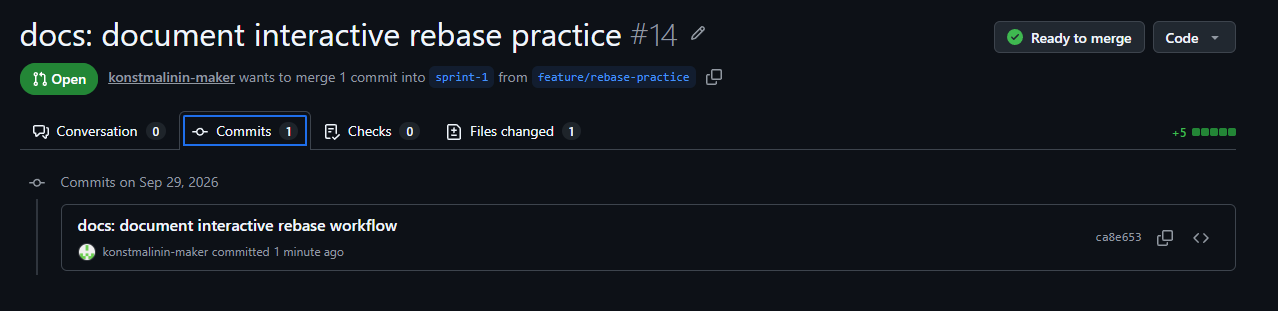 docs: document interactive rebase practice #14
Ready to merge
Code
Open
konstmalinin-maker wants to merge 1 commit into sprint-1 from feature/rebase-practice
Conversation 0
Commits 1
Checks 0
Files changed 1
+5
Commits on Sep 29, 2026
docs: document interactive rebase workflow
konstmalinin-maker committed 1 minute ago
ca8e653